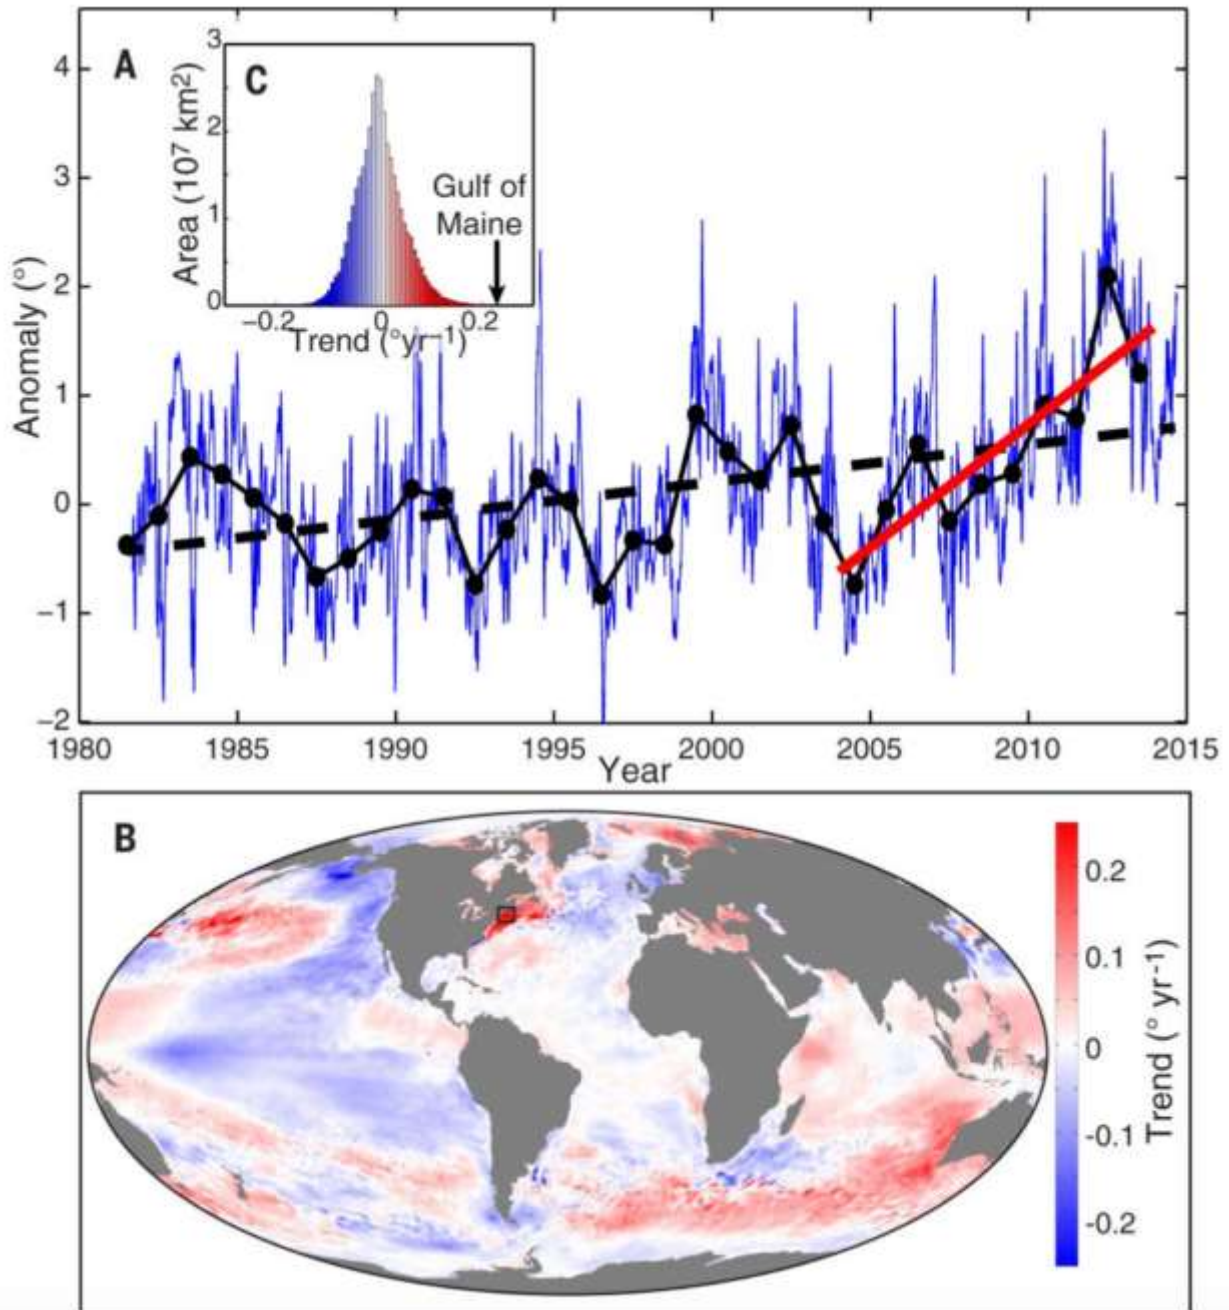 A
C
Area (10⁷ km²)
3
2
1
0
−0.2
0
0.2
Trend (°yr⁻¹)
Gulf of
Maine
Anomaly (°)
4
3
2
1
0
−1
−2
1980
1985
1990
1995
2000
2005
2010
2015
Year
B
0.2
0.1
0
-0.1
-0.2
Trend (° yr⁻¹)